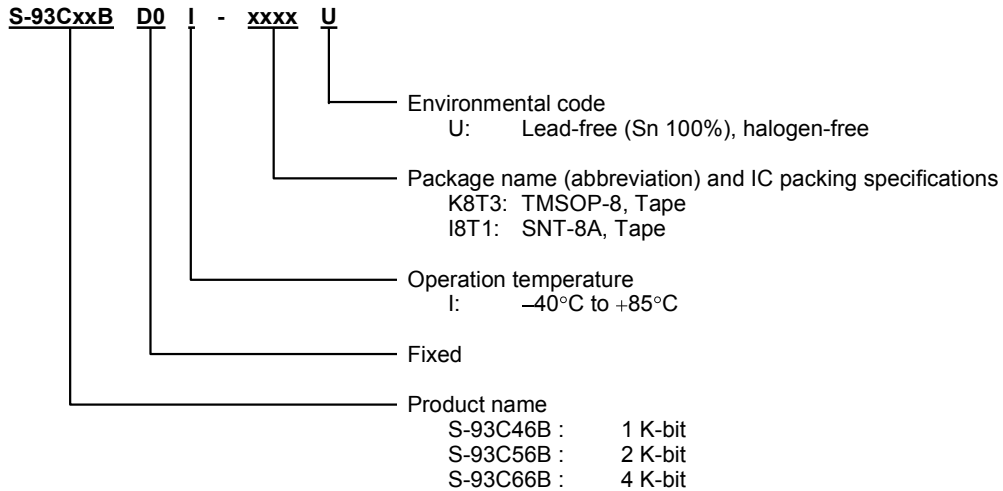 S-93CxxB D0 I - xxxx U
Environmental code
U: Lead-free (Sn 100%), halogen-free
Package name (abbreviation) and IC packing specifications
K8T3: TMSOP-8, Tape
I8T1: SNT-8A, Tape
Operation temperature
I: −40°C to +85°C
Fixed
Product name
S-93C46B : 1 K-bit
S-93C56B : 2 K-bit
S-93C66B : 4 K-bit